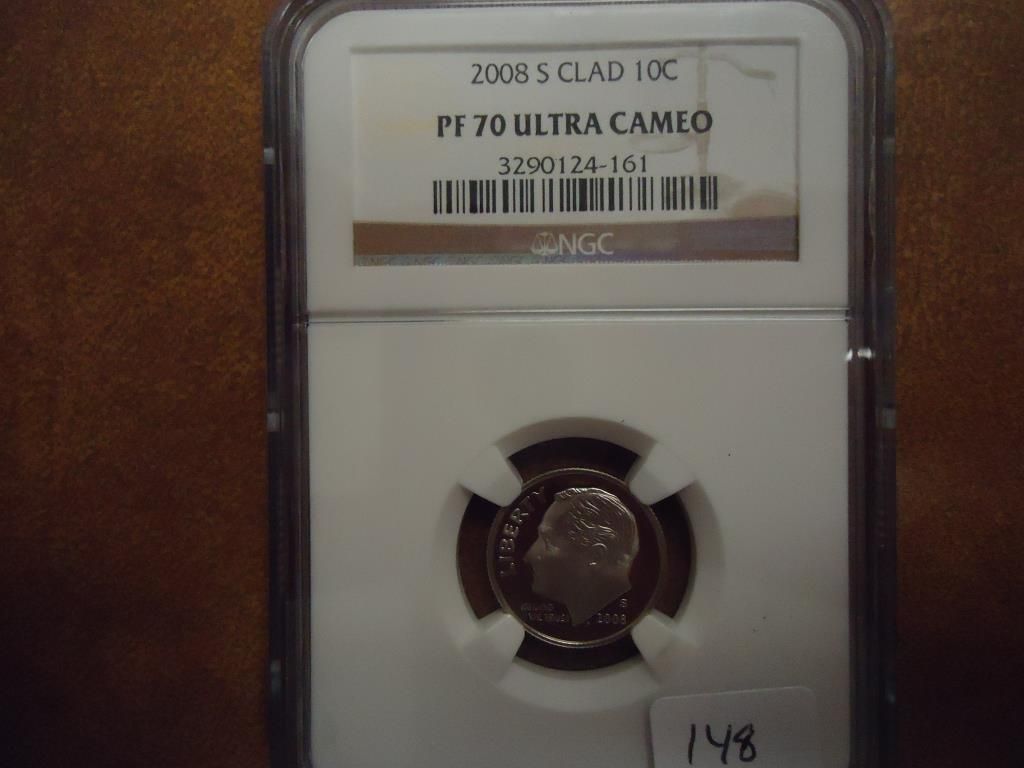 2008 S CLAD 10C
PF 70 ULTRA CAMEO
3290124-161
NGC
LIBERTY
S
2008
148